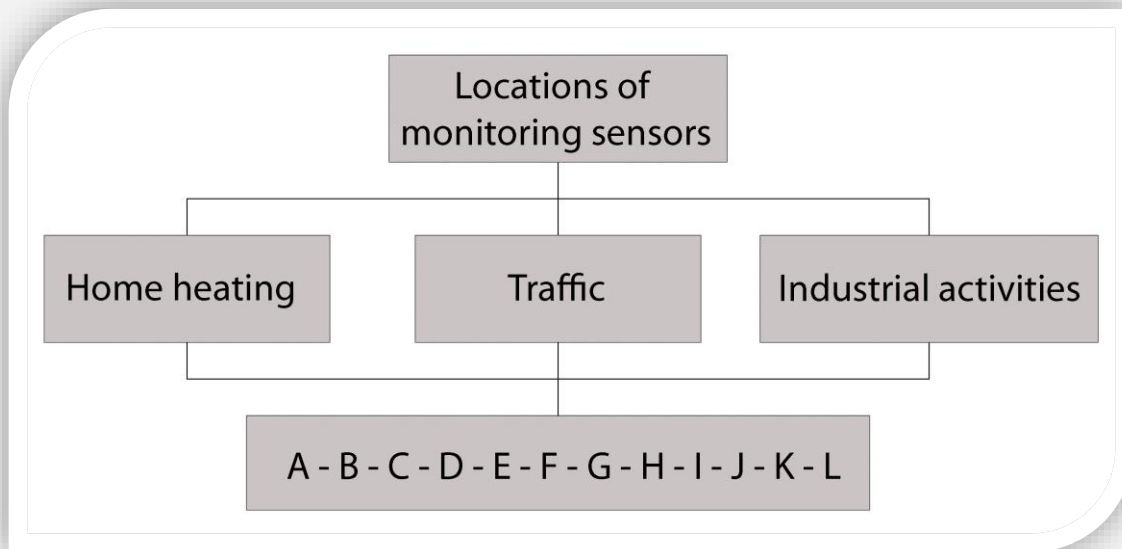 Locations of
monitoring sensors
Home heating
Traffic
Industrial activities
A - B - C - D - E - F - G - H - I - J - K - L